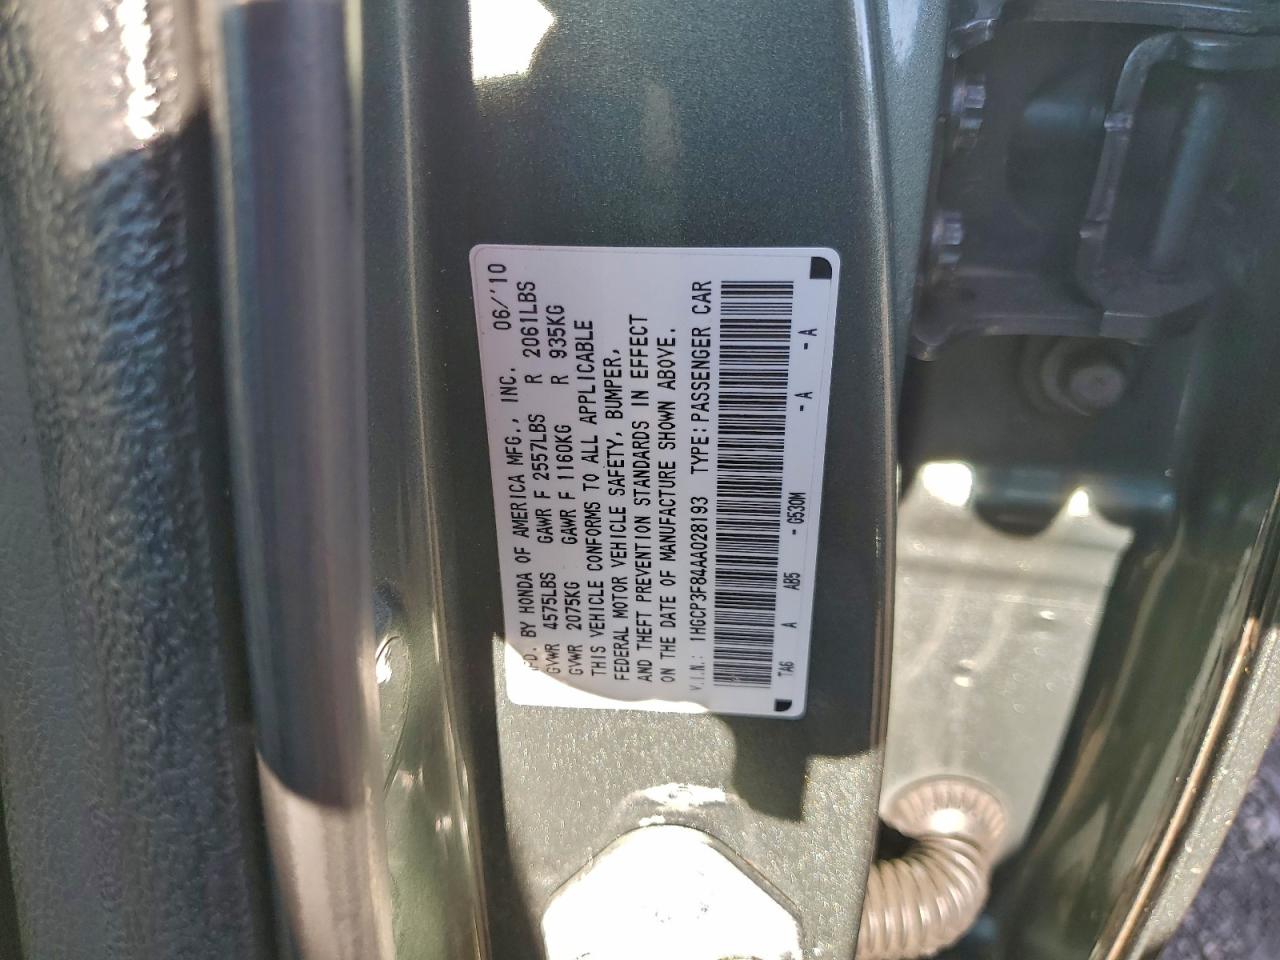 MFD. BY HONDA OF AMERICA MFG., INC. 06/'10
GVWR 4575LBS GAWR F 2557LBS R 2061LBS
GVWR 2075KG GAWR F 1160KG R 935KG
THIS VEHICLE CONFORMS TO ALL APPLICABLE
FEDERAL MOTOR VEHICLE SAFETY, BUMPER,
AND THEFT PREVENTION STANDARDS IN EFFECT
ON THE DATE OF MANUFACTURE SHOWN ABOVE.
V.I.N.: 1HGCP3F84AA028193 TYPE: PASSENGER CAR
TA6 A AB5 - G530M - A - A